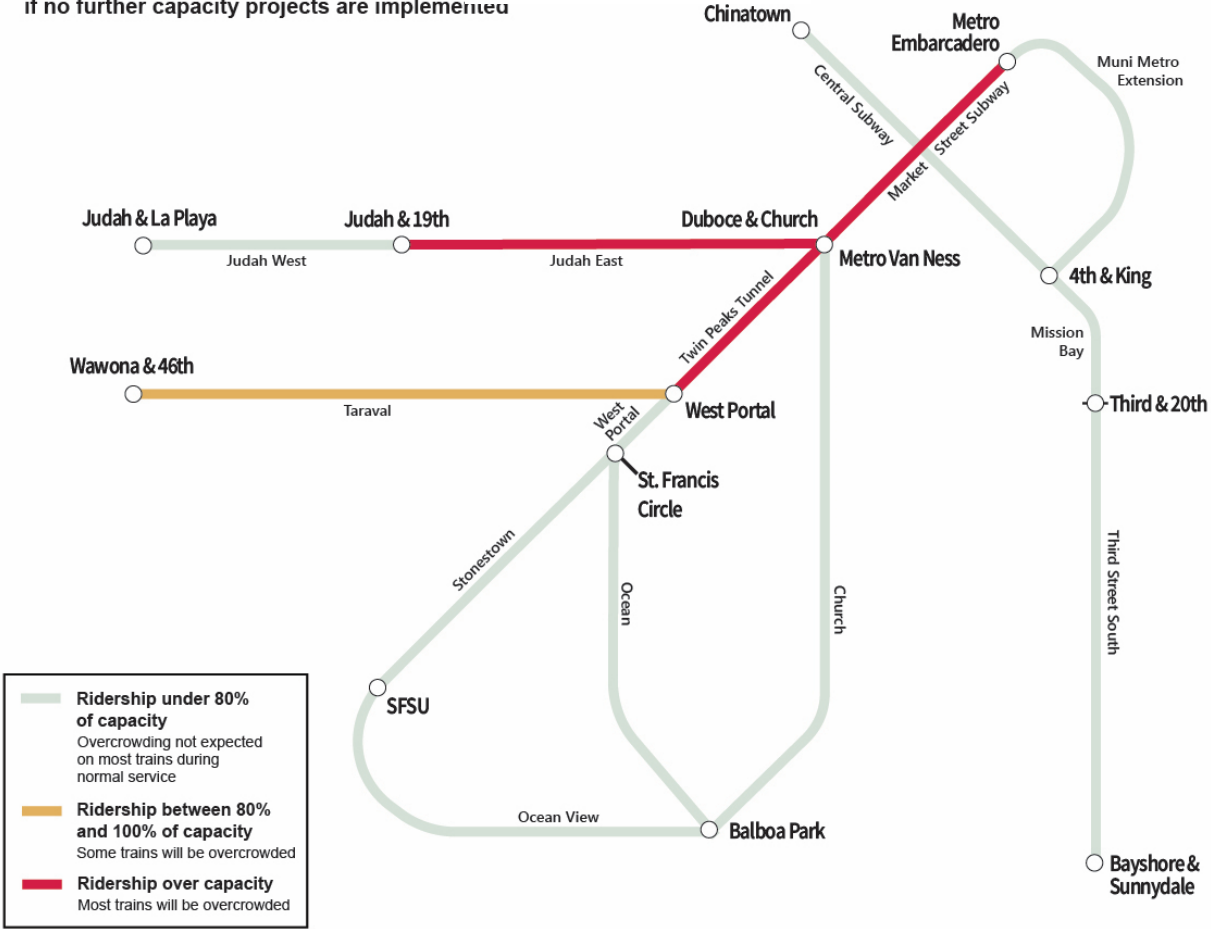 if no further capacity projects are implemented
Chinatown
Metro
Embarcadero
Muni Metro
Extension
Central Subway
Market Street Subway
Judah & La Playa
Judah & 19th
Duboce & Church
Judah West
Judah East
Metro Van Ness
4th & King
Twin Peaks Tunnel
Mission
Bay
Wawona & 46th
Taraval
West Portal
West
Portal
Third & 20th
St. Francis
Circle
Stonestown
Ocean
Church
Third Street South
SFSU
Ocean View
Balboa Park
Bayshore &
Sunnydale
Ridership under 80%
of capacity
Overcrowding not expected
on most trains during
normal service
Ridership between 80%
and 100% of capacity
Some trains will be overcrowded
Ridership over capacity
Most trains will be overcrowded